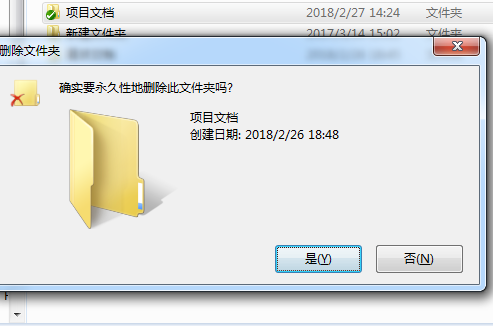 项目文档 2018/2/27 14:24 文件夹
新建文件夹 2017/3/14 15:02 文件夹
删除文件夹
确实要永久性地删除此文件夹吗?
项目文档
创建日期: 2018/2/26 18:48
是(Y) 否(N)